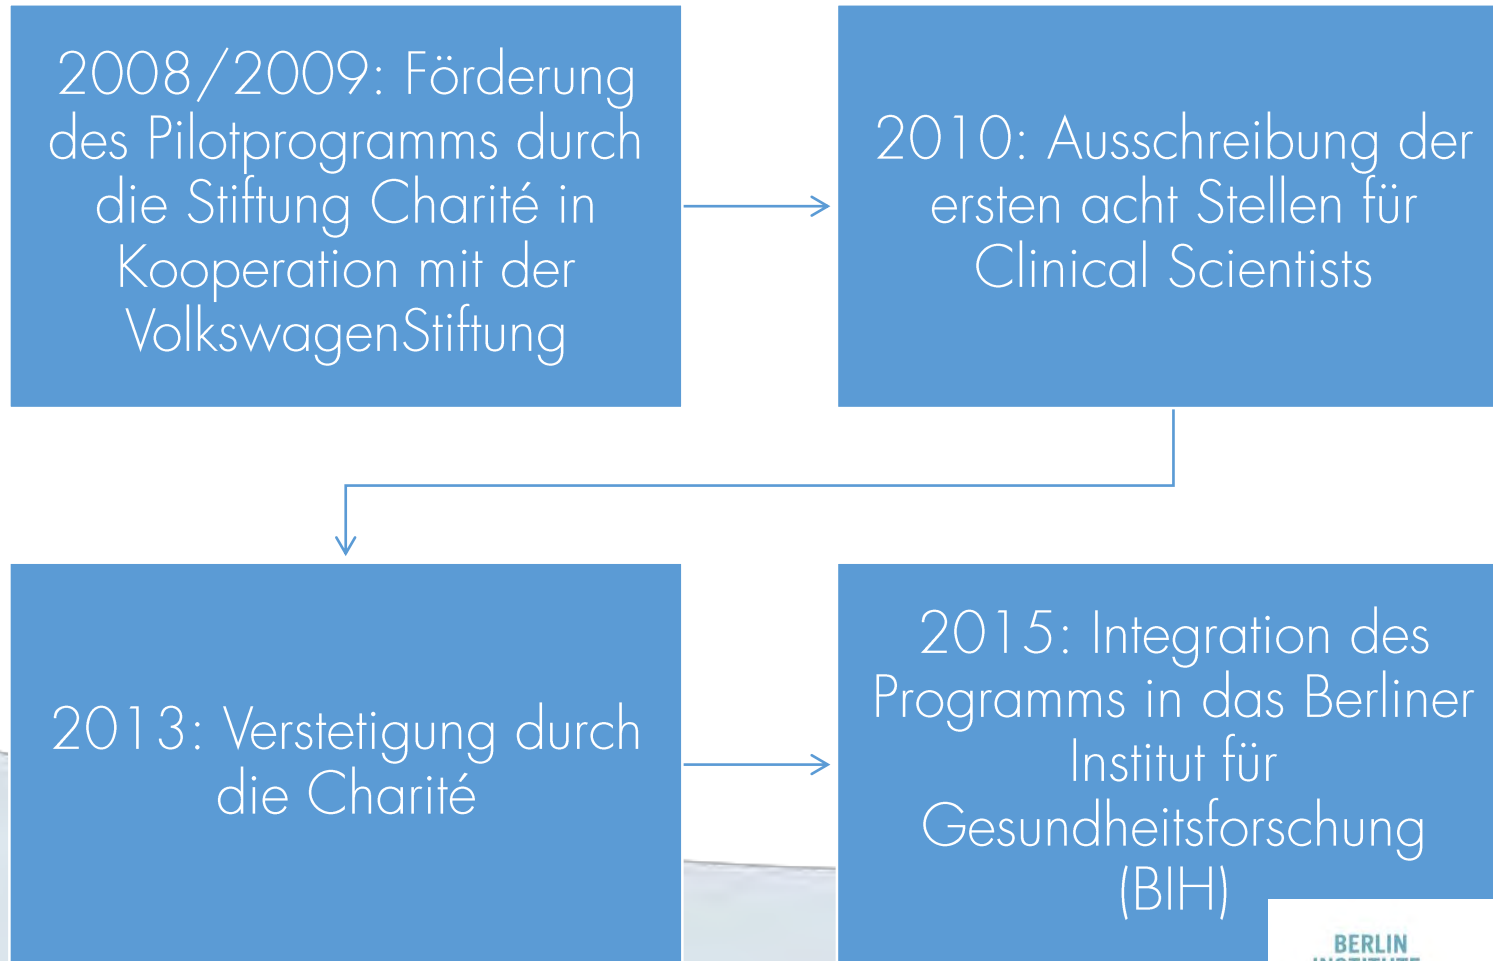 2008/2009: Förderung
des Pilotprogramms durch
die Stiftung Charité in
Kooperation mit der
VolkswagenStiftung
2010: Ausschreibung der
ersten acht Stellen für
Clinical Scientists
2013: Verstetigung durch
die Charité
2015: Integration des
Programms in das Berliner
Institut für
Gesundheitsforschung
(BIH)
BERLIN
INSTITUTE